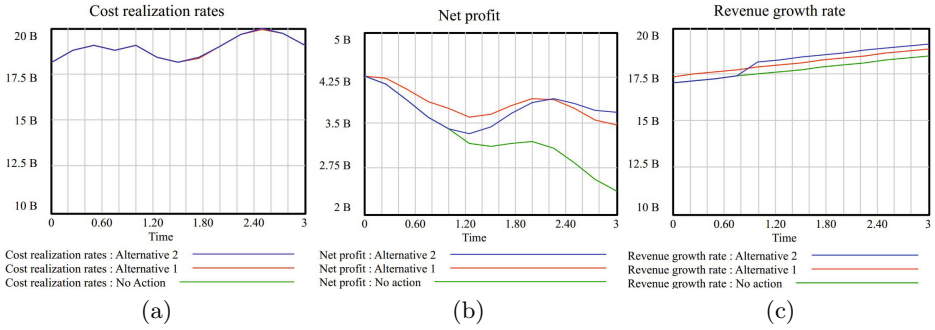 Cost realization rates
20 B
17.5 B
15 B
12.5 B
10 B
0 0.60 1.20 1.80 2.40 3
Time
Cost realization rates : Alternative 2
Cost realization rates : Alternative 1
Cost realization rates : No Action
(a)
Net profit
5 B
4.25 B
3.5 B
2.75 B
2 B
0 0.60 1.20 1.80 2.40 3
Time
Net profit : Alternative 2
Net profit : Alternative 1
Net profit : No action
(b)
Revenue growth rate
20 B
17.5 B
15 B
12.5 B
10 B
0 0.60 1.20 1.80 2.40 3
Time
Revenue growth rate : Alternative 2
Revenue growth rate : Alternative 1
Revenue growth rate : No action
(c)